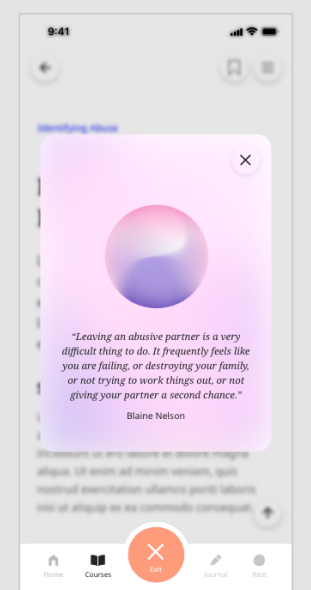 9:41
Identifying Abuse
“Leaving an abusive partner is a very
difficult thing to do. It frequently feels like
you are failing, or destroying your family,
or not trying to work things out, or not
giving your partner a second chance.”
Blaine Nelson
incididunt ut ero labore et dolore magna
aliqua. Ut enim ad minim veniam, quis
nostrud exercitation ullamco poriti laboris
nisi ut aliquip ex ea commodo consequat.
Home
Courses
Exit
Journal
Rest